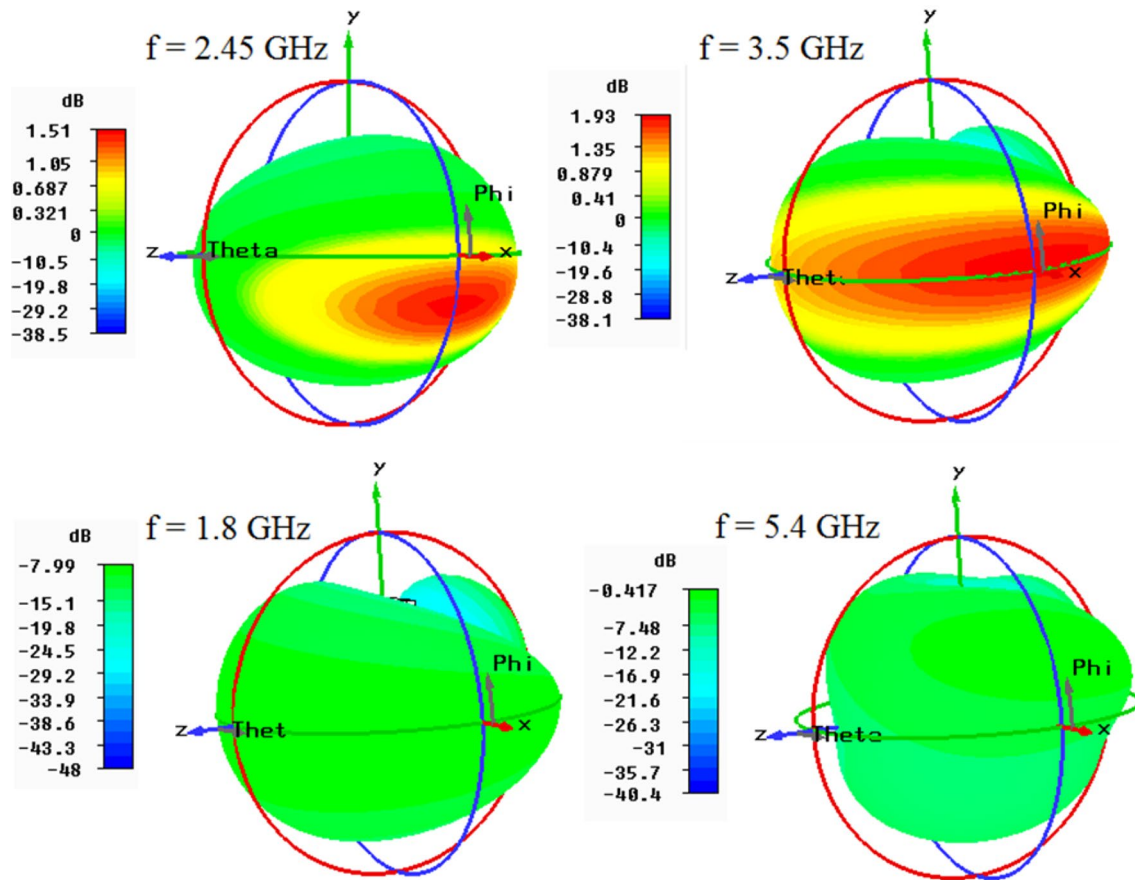 Y
f = 2.45 GHz
dB
1.51
1.05
0.687
0.321
0
-10.5
-20
-29.2
-38.5
Phi
Z
Theta
X
Y
f = 3.5 GHz
dB
1.93
1.35
0.879
0.41
0
-10.4
-19.6
-28.8
-38.1
Phi
Z
Thet
X
Y
f = 1.8 GHz
dB
-7.99
-15.1
-19.8
-24.5
-29.2
-33.9
-38.6
-43.3
-48
Phi
Z
Thet
X
Y
f = 5.4 GHz
dB
-0.417
-7.48
-12.2
-16.9
-21.6
-26.3
-31
-35.7
-40.4
Phi
Z
Theta
X